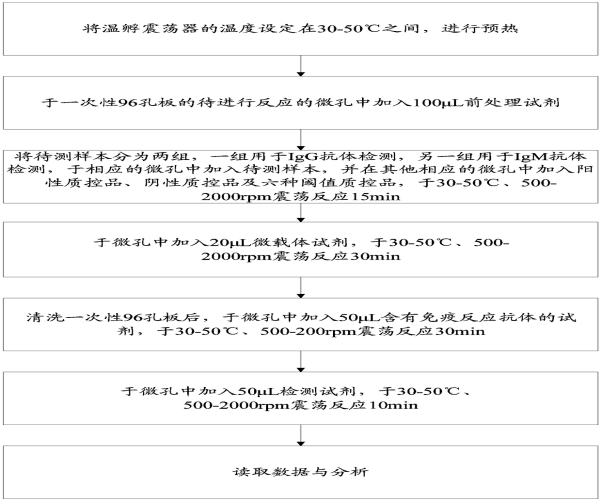 将温孵震荡器的温度设定在30-50℃之间，进行预热
于一次性96孔板的待进行反应的微孔中加入100μL前处理试剂
将待测样本分为两组，一组用于IgG抗体检测，另一组用于IgM抗体
检测，于相应的微孔中加入待测样本，并在其他相应的微孔中加入阳
性质控品、阴性质控品及六种阈值质控品，于30-50℃、500-
2000rpm震荡反应15min
于微孔中加入20μL微载体试剂，于30-50℃、500-
2000rpm震荡反应30min
清洗一次性96孔板后，于微孔中加入50μL含有免疫反应抗体的试
剂，于30-50℃、500-200rpm震荡反应30min
于微孔中加入50μL检测试剂，于30-50℃、
500-2000rpm震荡反应10min
读取数据与分析